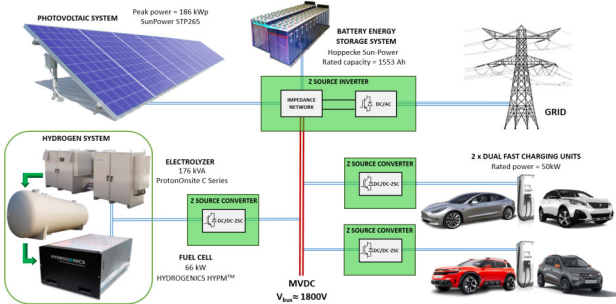 PHOTOVOLTAIC SYSTEM
Peak power = 186 kWp
SunPower STP265
BATTERY ENERGY
STORAGE SYSTEM
Hoppecke Sun-Power
Rated capacity = 1553 Ah
Z SOURCE INVERTER
IMPEDANCE
NETWORK
DC/AC
GRID
HYDROGEN SYSTEM
ELECTROLYZER
176 kVA
ProtonOnsite C Series
Z SOURCE CONVERTER
DC/DC-ZSC
FUEL CELL
66 kW
HYDROGENICS HYPM™
HYDROGENICS
Z SOURCE CONVERTER
DC/DC-ZSC
2 x DUAL FAST CHARGING UNITS
Rated power = 50kW
Z SOURCE CONVERTER
DC/DC-ZSC
MVDC
Vbus≈ 1800V